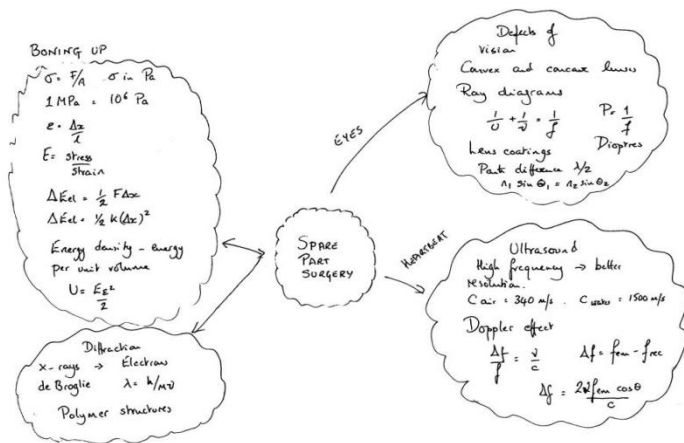 BONING UP
σ = F/A σ in Pa
1 MPa = 10⁶ Pa
ε = Δx/l
E = stress/strain
ΔEel = ½ FΔx
ΔEel = ½ k(Δx)²
Energy density – energy
per unit volume
U = Eε²/2
Diffraction
x-rays → Electrons
de Broglie λ = h/mv
Polymer structures
SPARE
PART
SURGERY
EYES
Defects of
vision
Convex and concave lenses
Ray diagrams
1/u + 1/v = 1/f P = 1/f
Dioptres
Lens coatings
Path difference λ/2
n₁ sin θ₁ = n₂ sin θ₂
HEARTBEAT
Ultrasound
High frequency → better
resolution.
C air = 340 m/s . C water = 1500 m/s
Doppler effect
Δf/f = v/c Δf = fem - frec
Δf = 2vfem cosθ/c